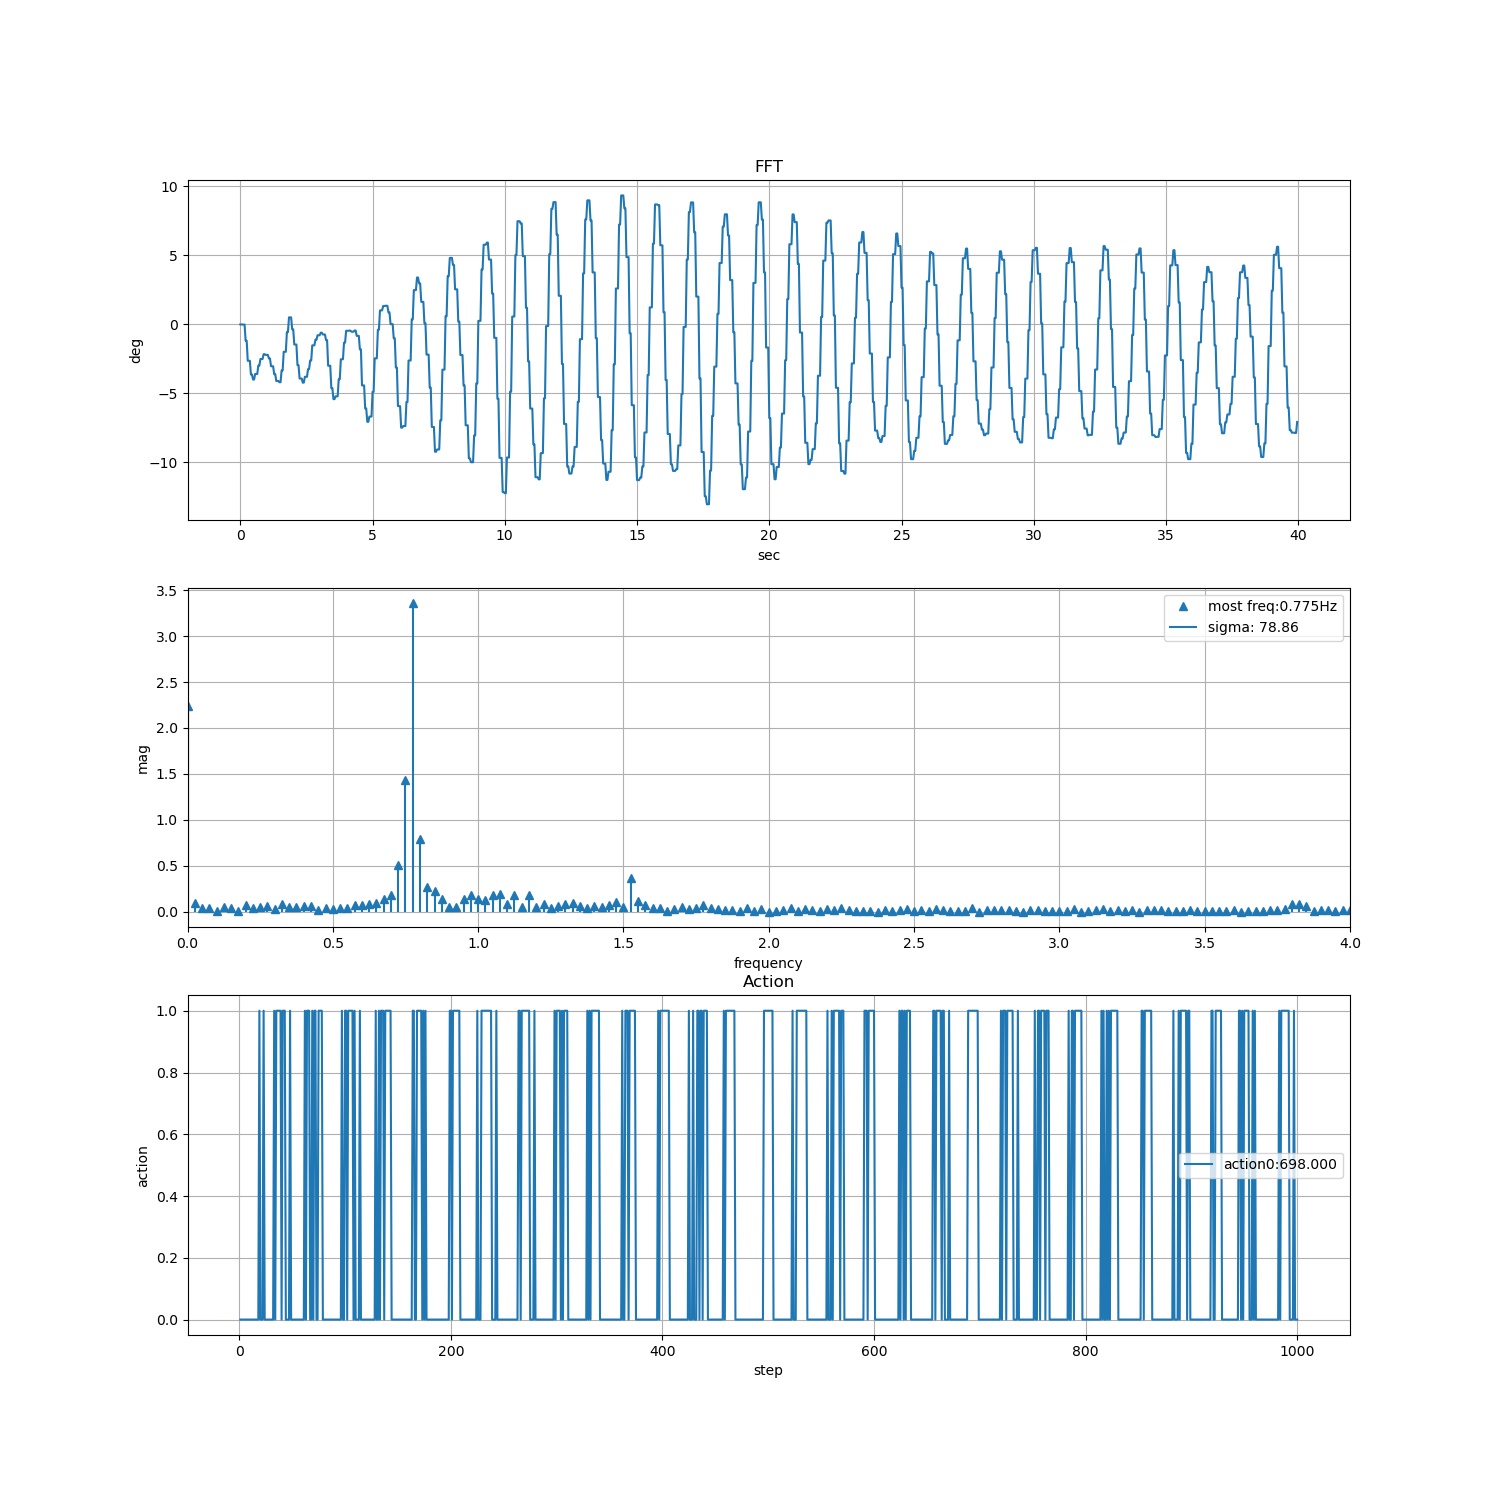 FFT
10
5
0
−5
−10
deg
0 5 10 15 20 25 30 35 40
sec
3.5
3.0
2.5
2.0
1.5
1.0
0.5
0.0
mag
most freq:0.775Hz
sigma: 78.86
0.0 0.5 1.0 1.5 2.0 2.5 3.0 3.5 4.0
frequency
Action
1.0
0.8
0.6
0.4
0.2
0.0
action
action0:698.000
0 200 400 600 800 1000
step